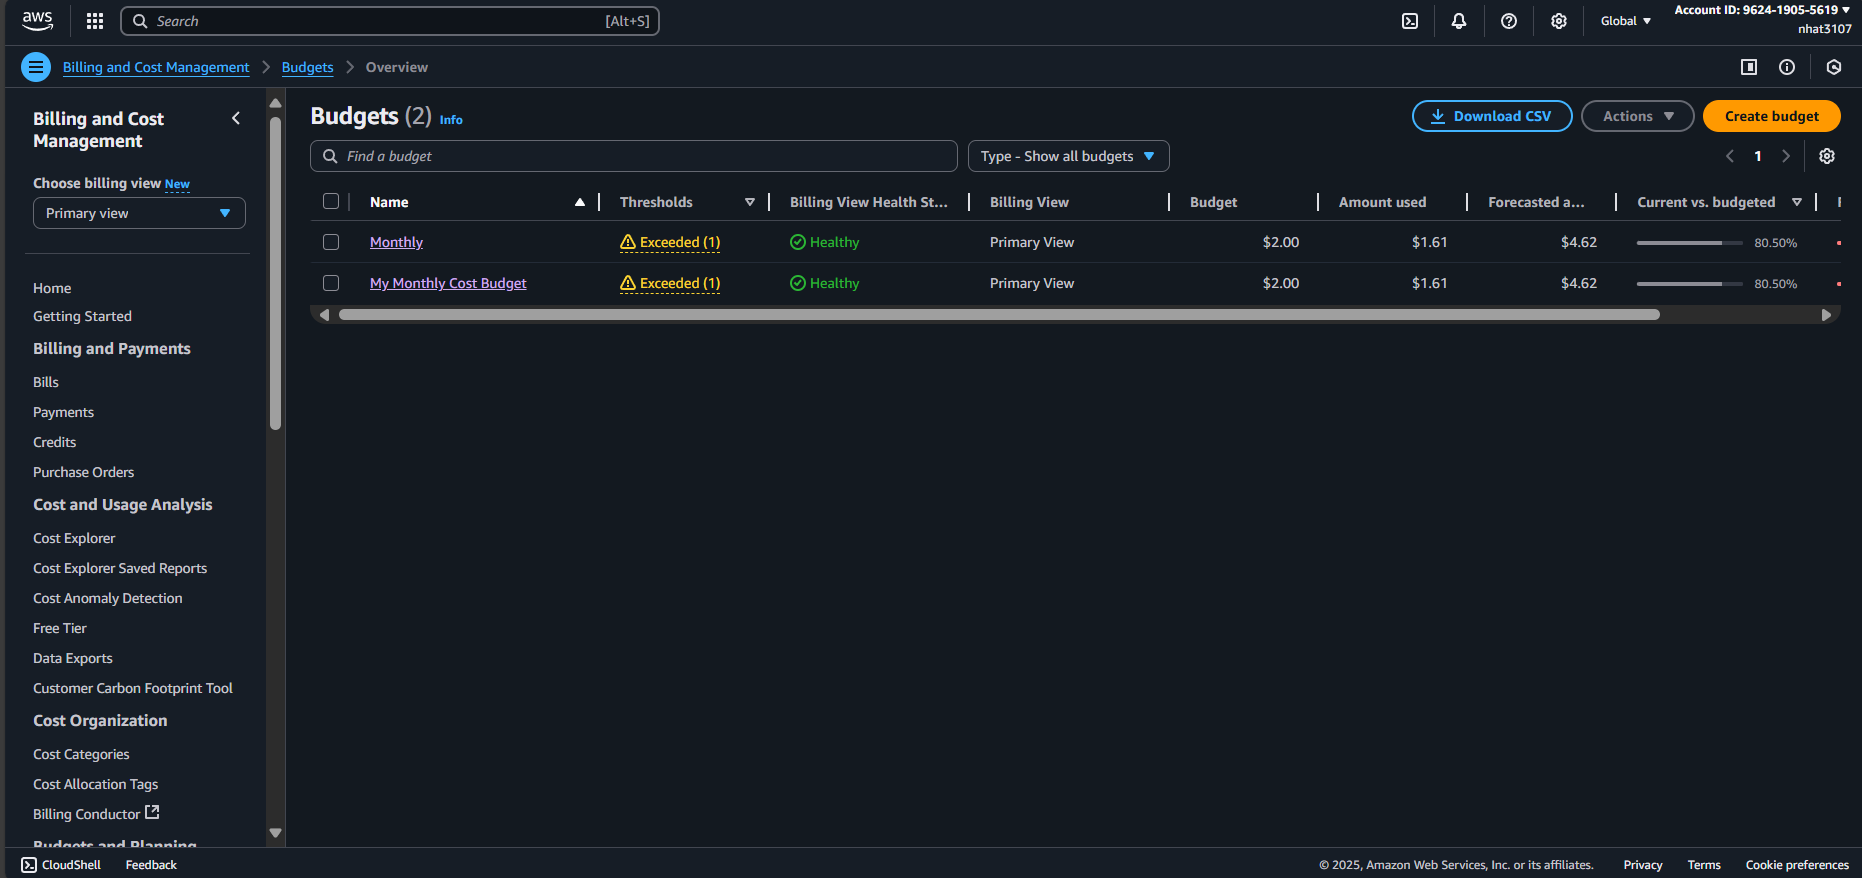 aws
Search [Alt+S]
Global
Account ID: 9624-1905-5619
nhat3107
Billing and Cost Management
Budgets
Overview
Billing and Cost
Management
Choose billing view New
Primary view
Home
Getting Started
Billing and Payments
Bills
Payments
Credits
Purchase Orders
Cost and Usage Analysis
Cost Explorer
Cost Explorer Saved Reports
Cost Anomaly Detection
Free Tier
Data Exports
Customer Carbon Footprint Tool
Cost Organization
Cost Categories
Cost Allocation Tags
Billing Conductor
Budgets and Planning
Budgets (2) Info
Download CSV
Actions
Create budget
Find a budget
Type - Show all budgets
1
Name Thresholds Billing View Health St... Billing View Budget Amount used Forecasted a... Current vs. budgeted
Monthly Exceeded (1) Healthy Primary View $2.00 $1.61 $4.62 80.50%
My Monthly Cost Budget Exceeded (1) Healthy Primary View $2.00 $1.61 $4.62 80.50%
CloudShell Feedback © 2025, Amazon Web Services, Inc. or its affiliates. Privacy Terms Cookie preferences